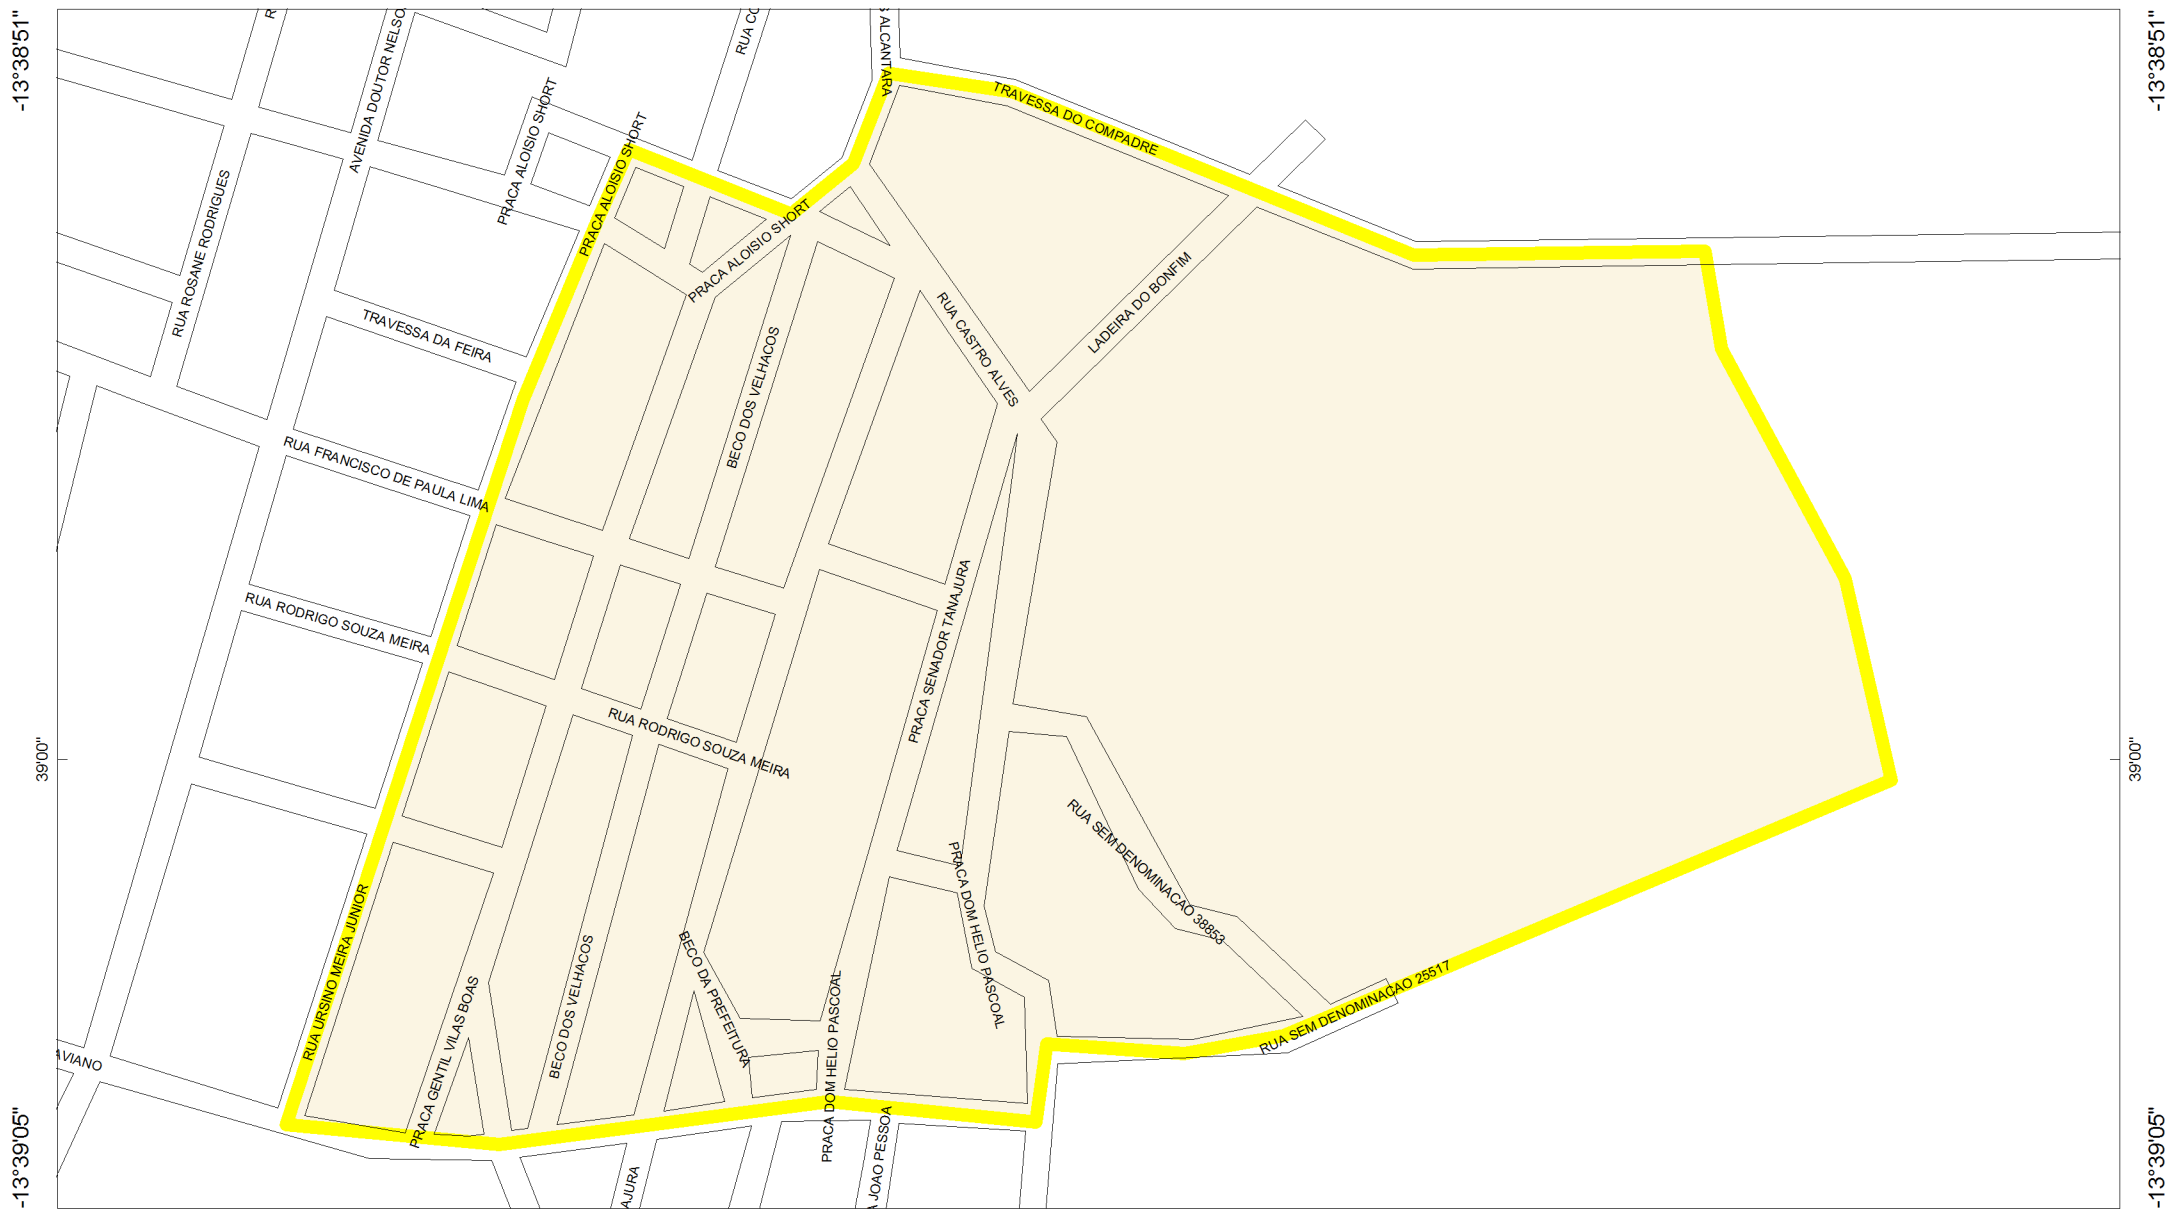 -13°38'51"
-13°38'51"
AVENIDA DOUTOR NELSO
RUA CO
S ALCANTARA
PRACA ALOISIO SHORT
PRACA ALOISIO SHORT
TRAVESSA DO COMPADRE
RUA ROSANE RODRIGUES
PRACA ALOISIO SHORT
LADEIRA DO BONFIM
TRAVESSA DA FEIRA
RUA CASTRO ALVES
BECO DOS VELHACOS
RUA FRANCISCO DE PAULA LIMA
RUA RODRIGO SOUZA MEIRA
PRACA SENADOR TANAJURA
RUA RODRIGO SOUZA MEIRA
39'00"
39'00"
RUA SEM DENOMINACAO 38853
PRACA DOM HELIO PASCOAL
RUA URSINO MEIRA JUNIOR
BECO DOS VELHACOS
BECO DA PREFEITURA
PRACA GENTIL VILAS BOAS
PRACA DOM HELIO PASCOAL
RUA SEM DENOMINACAO 25517
AVIANO
A JOAO PESSOA
AJURA
-13°39'05"
-13°39'05"